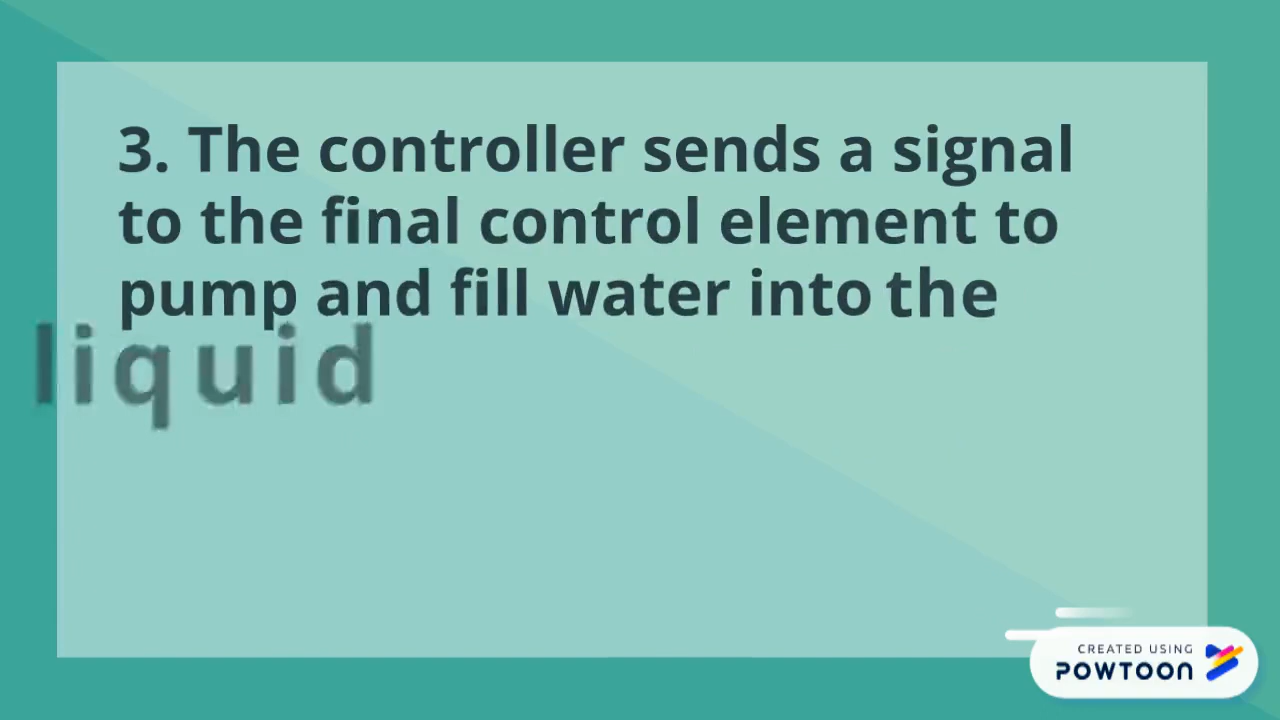 3. The controller sends a signal
to the final control element to
pump and fill water into the
liquid
CREATED USING
POWTOON